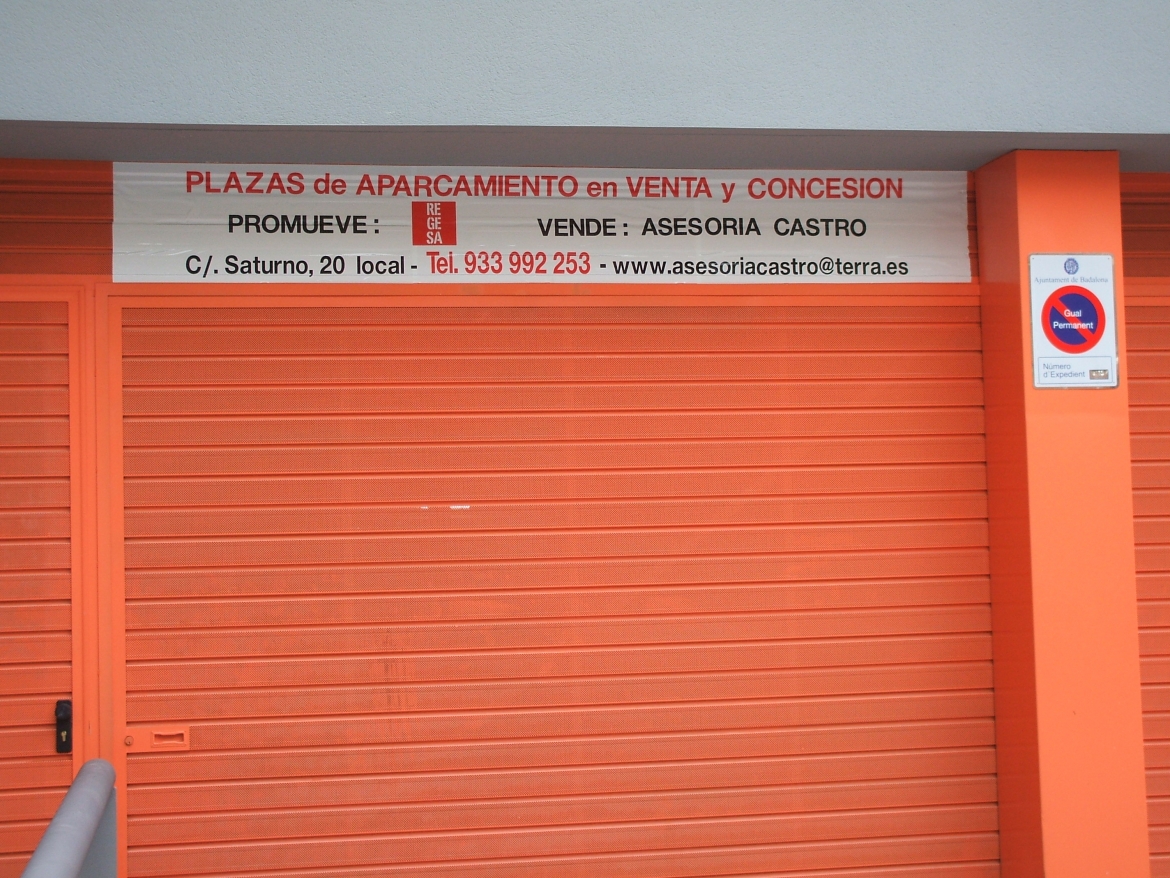 PLAZAS de APARCAMIENTO en VENTA y CONCESION
PROMUEVE : RE GE SA VENDE : ASESORIA CASTRO
C/. Saturno, 20 local - Tel. 933 992 253 - www.asesoriacastro@terra.es
Ajuntament de Badalona
Gual
Permanent
Número
d'Expedient